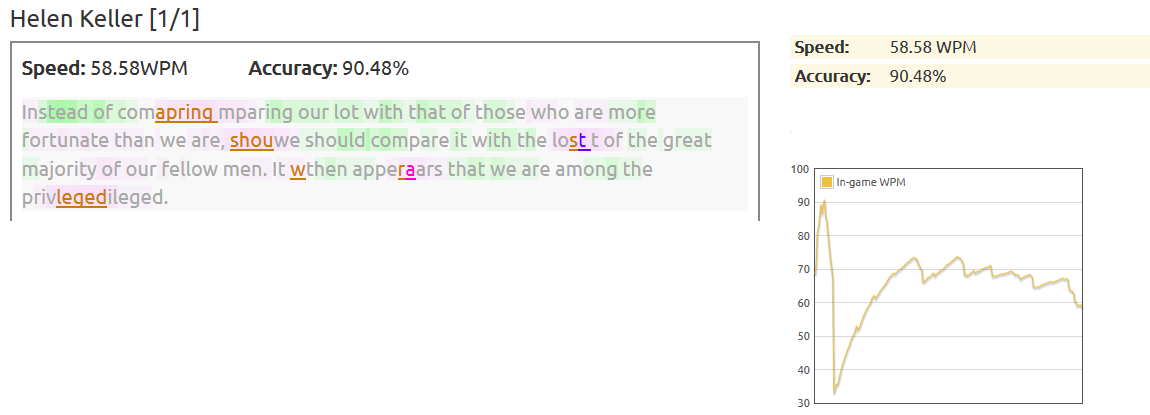 Helen Keller [1/1]
Speed: 58.58WPM Accuracy: 90.48%
Instead of comapring mparing our lot with that of those who are more
fortunate than we are, shouwe should compare it with the lost t of the great
majority of our fellow men. It wthen apperaars that we are among the
privlegedileged.
Speed: 58.58 WPM
Accuracy: 90.48%
In-game WPM
100
90
80
70
60
50
40
30